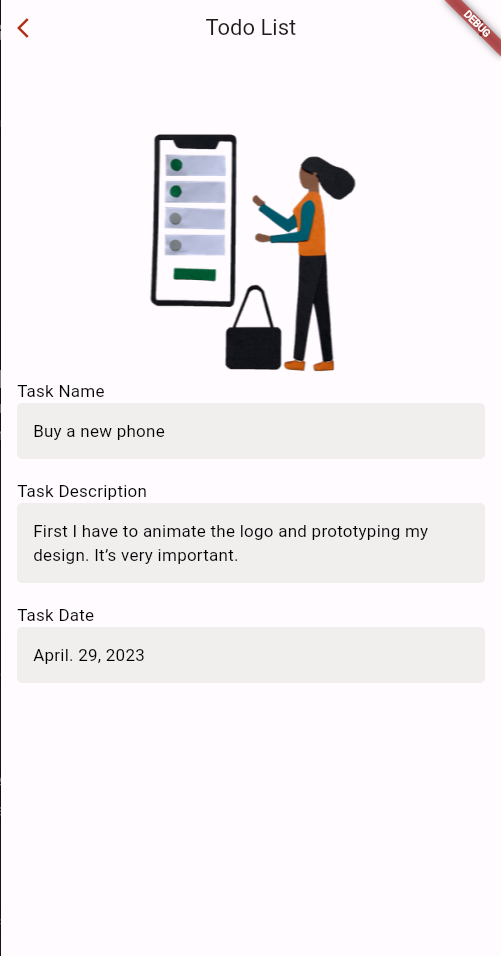 Todo List
DEBUG
Task Name
Buy a new phone
Task Description
First I have to animate the logo and prototyping my
design. It’s very important.
Task Date
April. 29, 2023